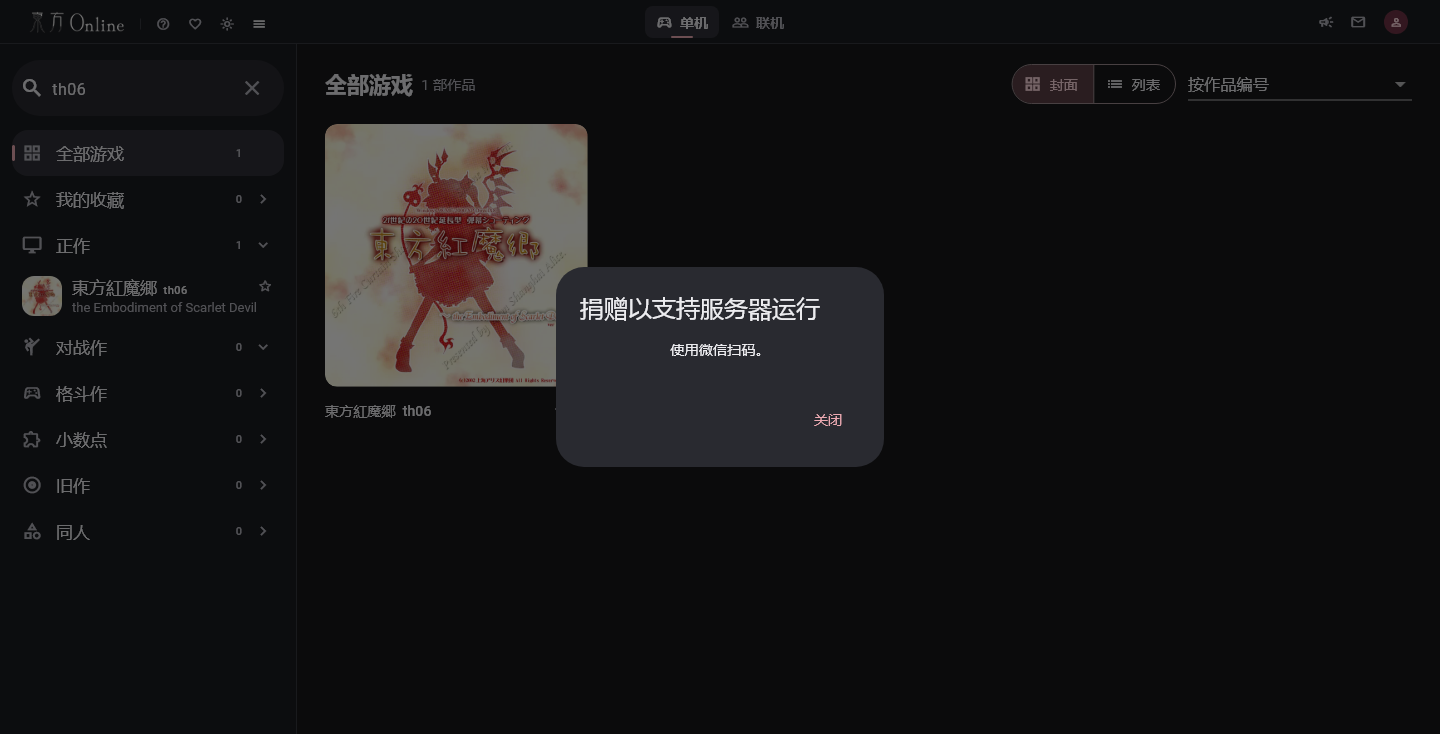 東方Online
单机
联机
th06
全部游戏 1
我的收藏 0
正作 1
東方紅魔郷 th06
the Embodiment of Scarlet Devil
对战作 0
格斗作 0
小数点 0
旧作 0
同人 0
全部游戏 1 部作品
封面
列表
按作品编号
東方紅魔郷
東方紅魔郷 th06
捐赠以支持服务器运行
使用微信扫码。
关闭